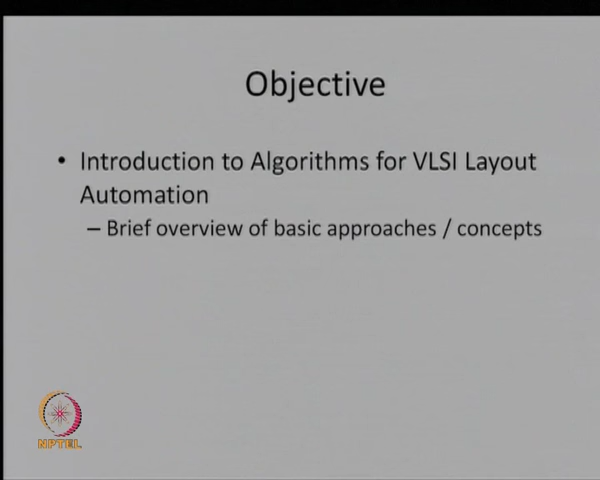 Objective
• Introduction to Algorithms for VLSI Layout
Automation
– Brief overview of basic approaches / concepts
NPTEL